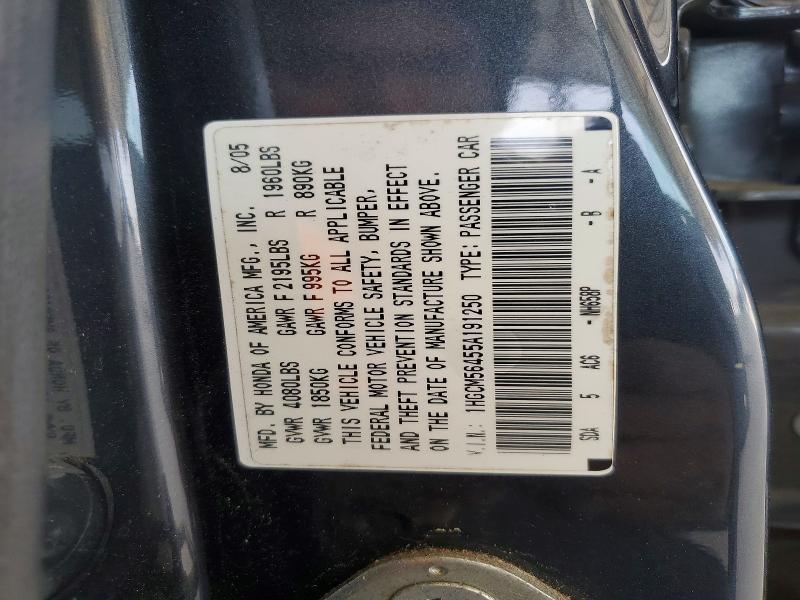 MFD. BY HONDA OF AMERICA MFG., INC. 8/05
GVWR 4080LBS GAWR F 2195LBS R 1960LBS
GVWR 1850KG GAWR F 995KG R 890KG
THIS VEHICLE CONFORMS TO ALL APPLICABLE
FEDERAL MOTOR VEHICLE SAFETY, BUMPER,
AND THEFT PREVENTION STANDARDS IN EFFECT
ON THE DATE OF MANUFACTURE SHOWN ABOVE.
V.I.N.: 1HGCM56455A191250 TYPE: PASSENGER CAR
SDA 5 AC6 - NH658P - B - A